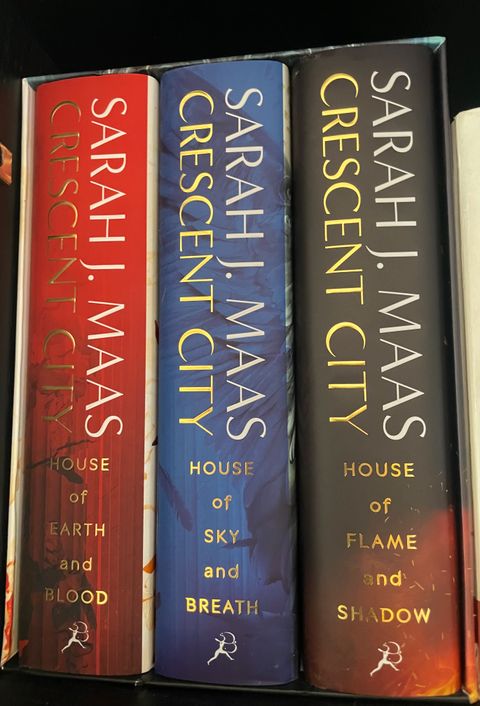 SARAH J. MAAS
CRESCENT CITY
HOUSE
of
EARTH
and
BLOOD
SARAH J. MAAS
CRESCENT CITY
HOUSE
of
SKY
and
BREATH
SARAH J. MAAS
CRESCENT CITY
HOUSE
of
FLAME
and
SHADOW